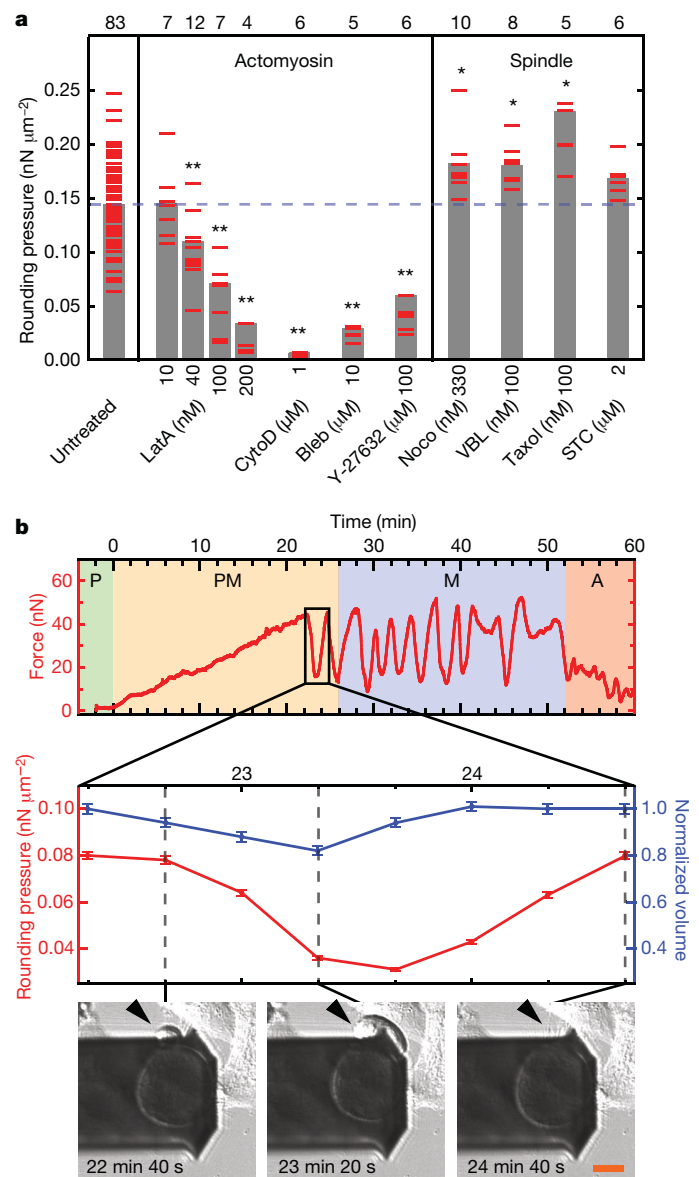 a
83 7 12 7 4 6 5 6 10 8 5 6
Actomyosin Spindle
Rounding pressure (nN μm−2)
0.25
0.20
0.15
0.10
0.05
0.00
** ** ** ** ** ** * * *
10 40 100 200 1 10 100 330 100 100 2
Untreated
LatA (nM)
CytoD (μM)
Bleb (μM)
Y-27632 (μM)
Noco (nM)
VBL (nM)
Taxol (nM)
STC (μM)
b
Time (min)
0 10 20 30 40 50 60
P PM M A
Force (nN)
60
40
20
0
23 24
Rounding pressure (nN μm−2)
0.10
0.08
0.06
0.04
Normalized volume
1.0
0.8
0.6
0.4
22 min 40 s
23 min 20 s
24 min 40 s